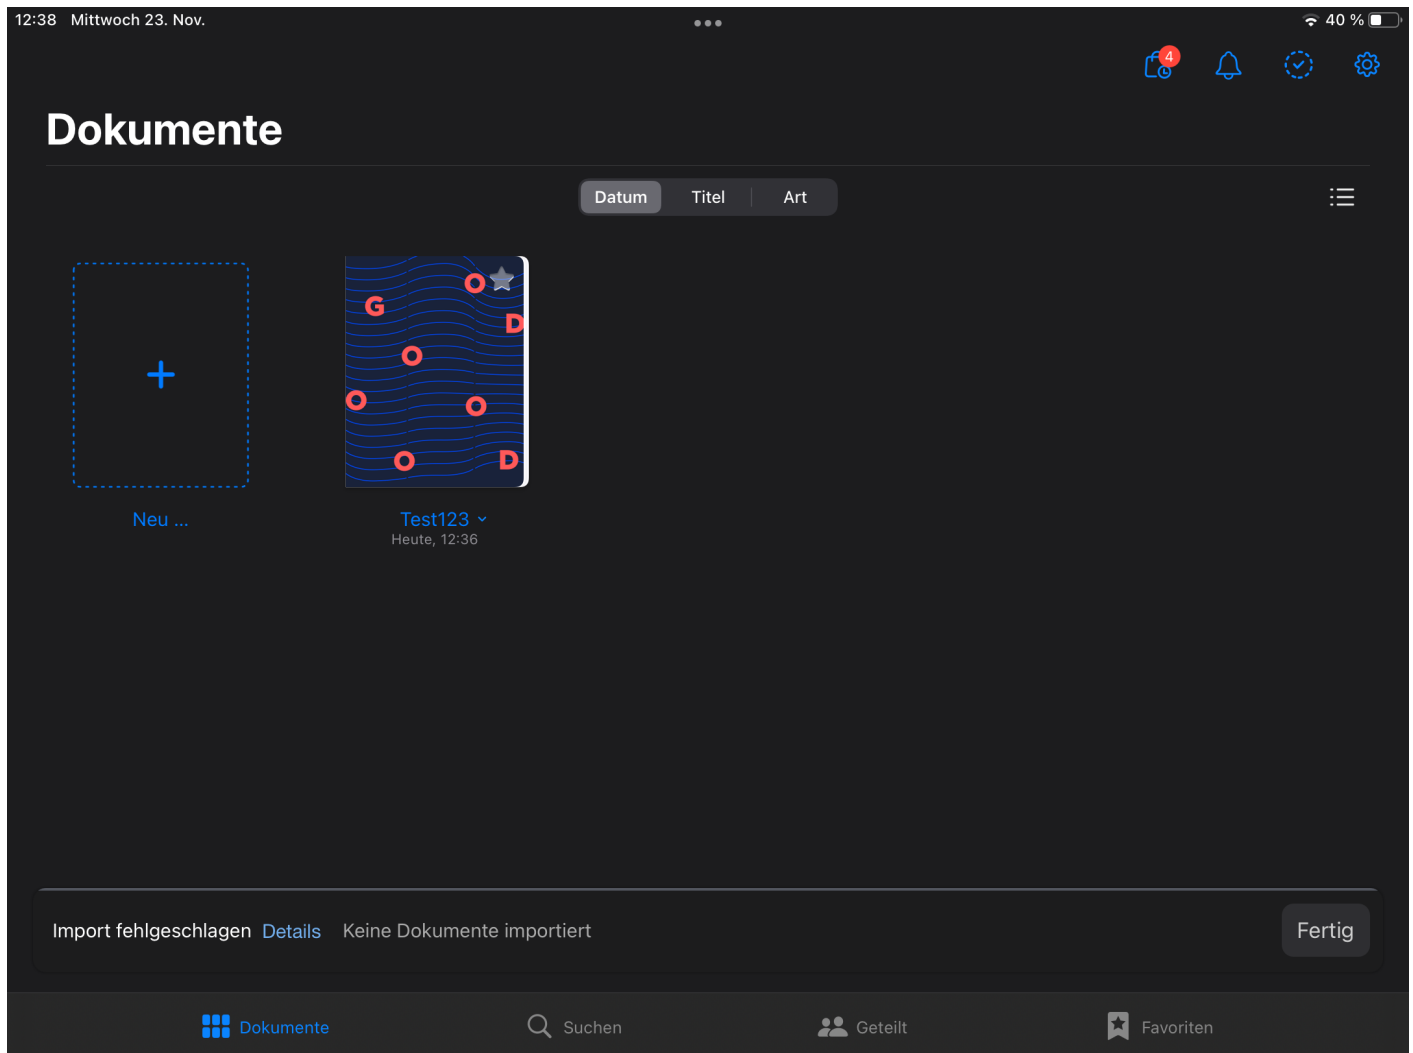 12:38 Mittwoch 23. Nov.
40 %
4
Dokumente
Datum Titel Art
O
G
D
O
O
O
O
D
Neu ...
Test123
Heute, 12:36
Import fehlgeschlagen Details Keine Dokumente importiert
Fertig
Dokumente Suchen Geteilt Favoriten